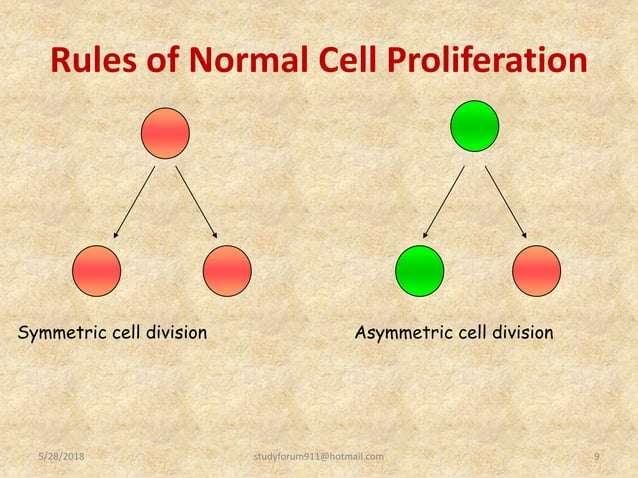 Rules of Normal Cell Proliferation
Symmetric cell division
Asymmetric cell division
5/28/2018
studyforum911@hotmail.com
9